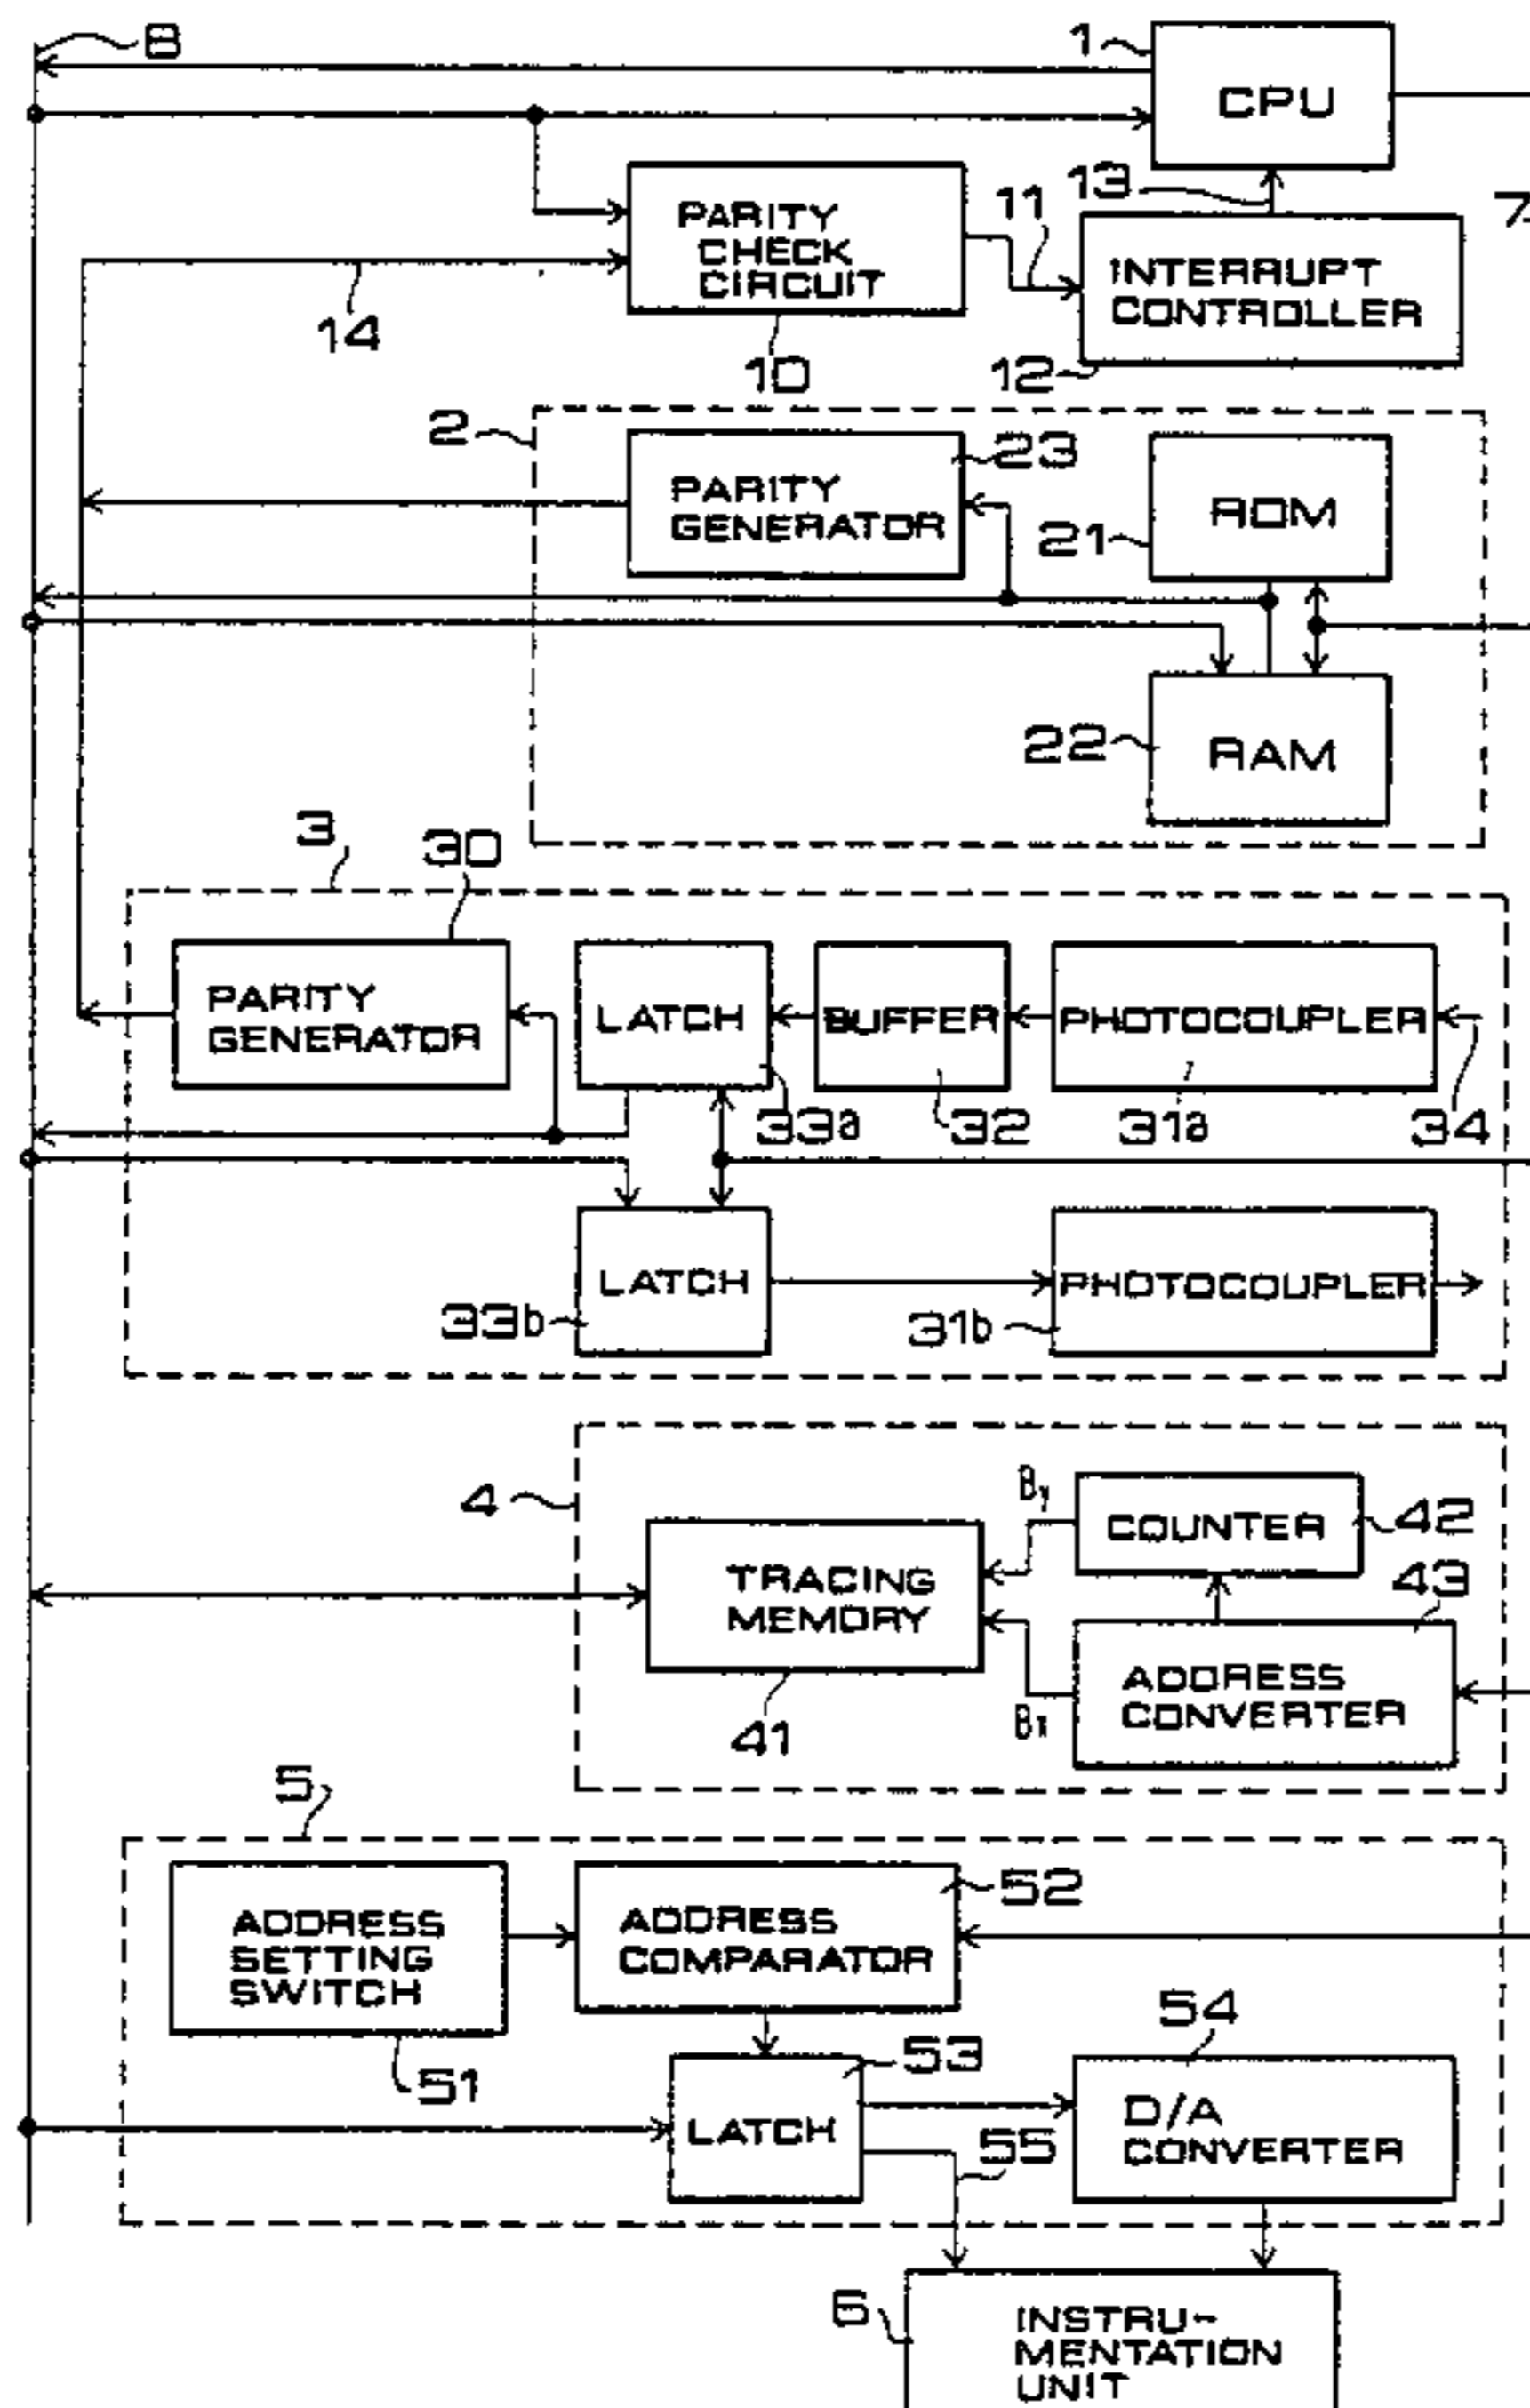 8
1
CPU
13
7
PARITY
CHECK
CIRCUIT
11
INTERRUPT
CONTROLLER
14
10
12
2
23
PARITY
GENERATOR
ROM
21
22
RAM
3
30
PARITY
GENERATOR
LATCH
BUFFER
PHOTOCOUPLER
33a
32
31a
34
LATCH
PHOTOCOUPLER
33b
31b
4
By
COUNTER
42
TRACING
MEMORY
43
ADDRESS
CONVERTER
41
5
ADDRESS
SETTING
SWITCH
ADDRESS
COMPARATOR
52
54
51
53
LATCH
D/A
CONVERTER
55
6
INSTRU-
MENTATION
UNIT